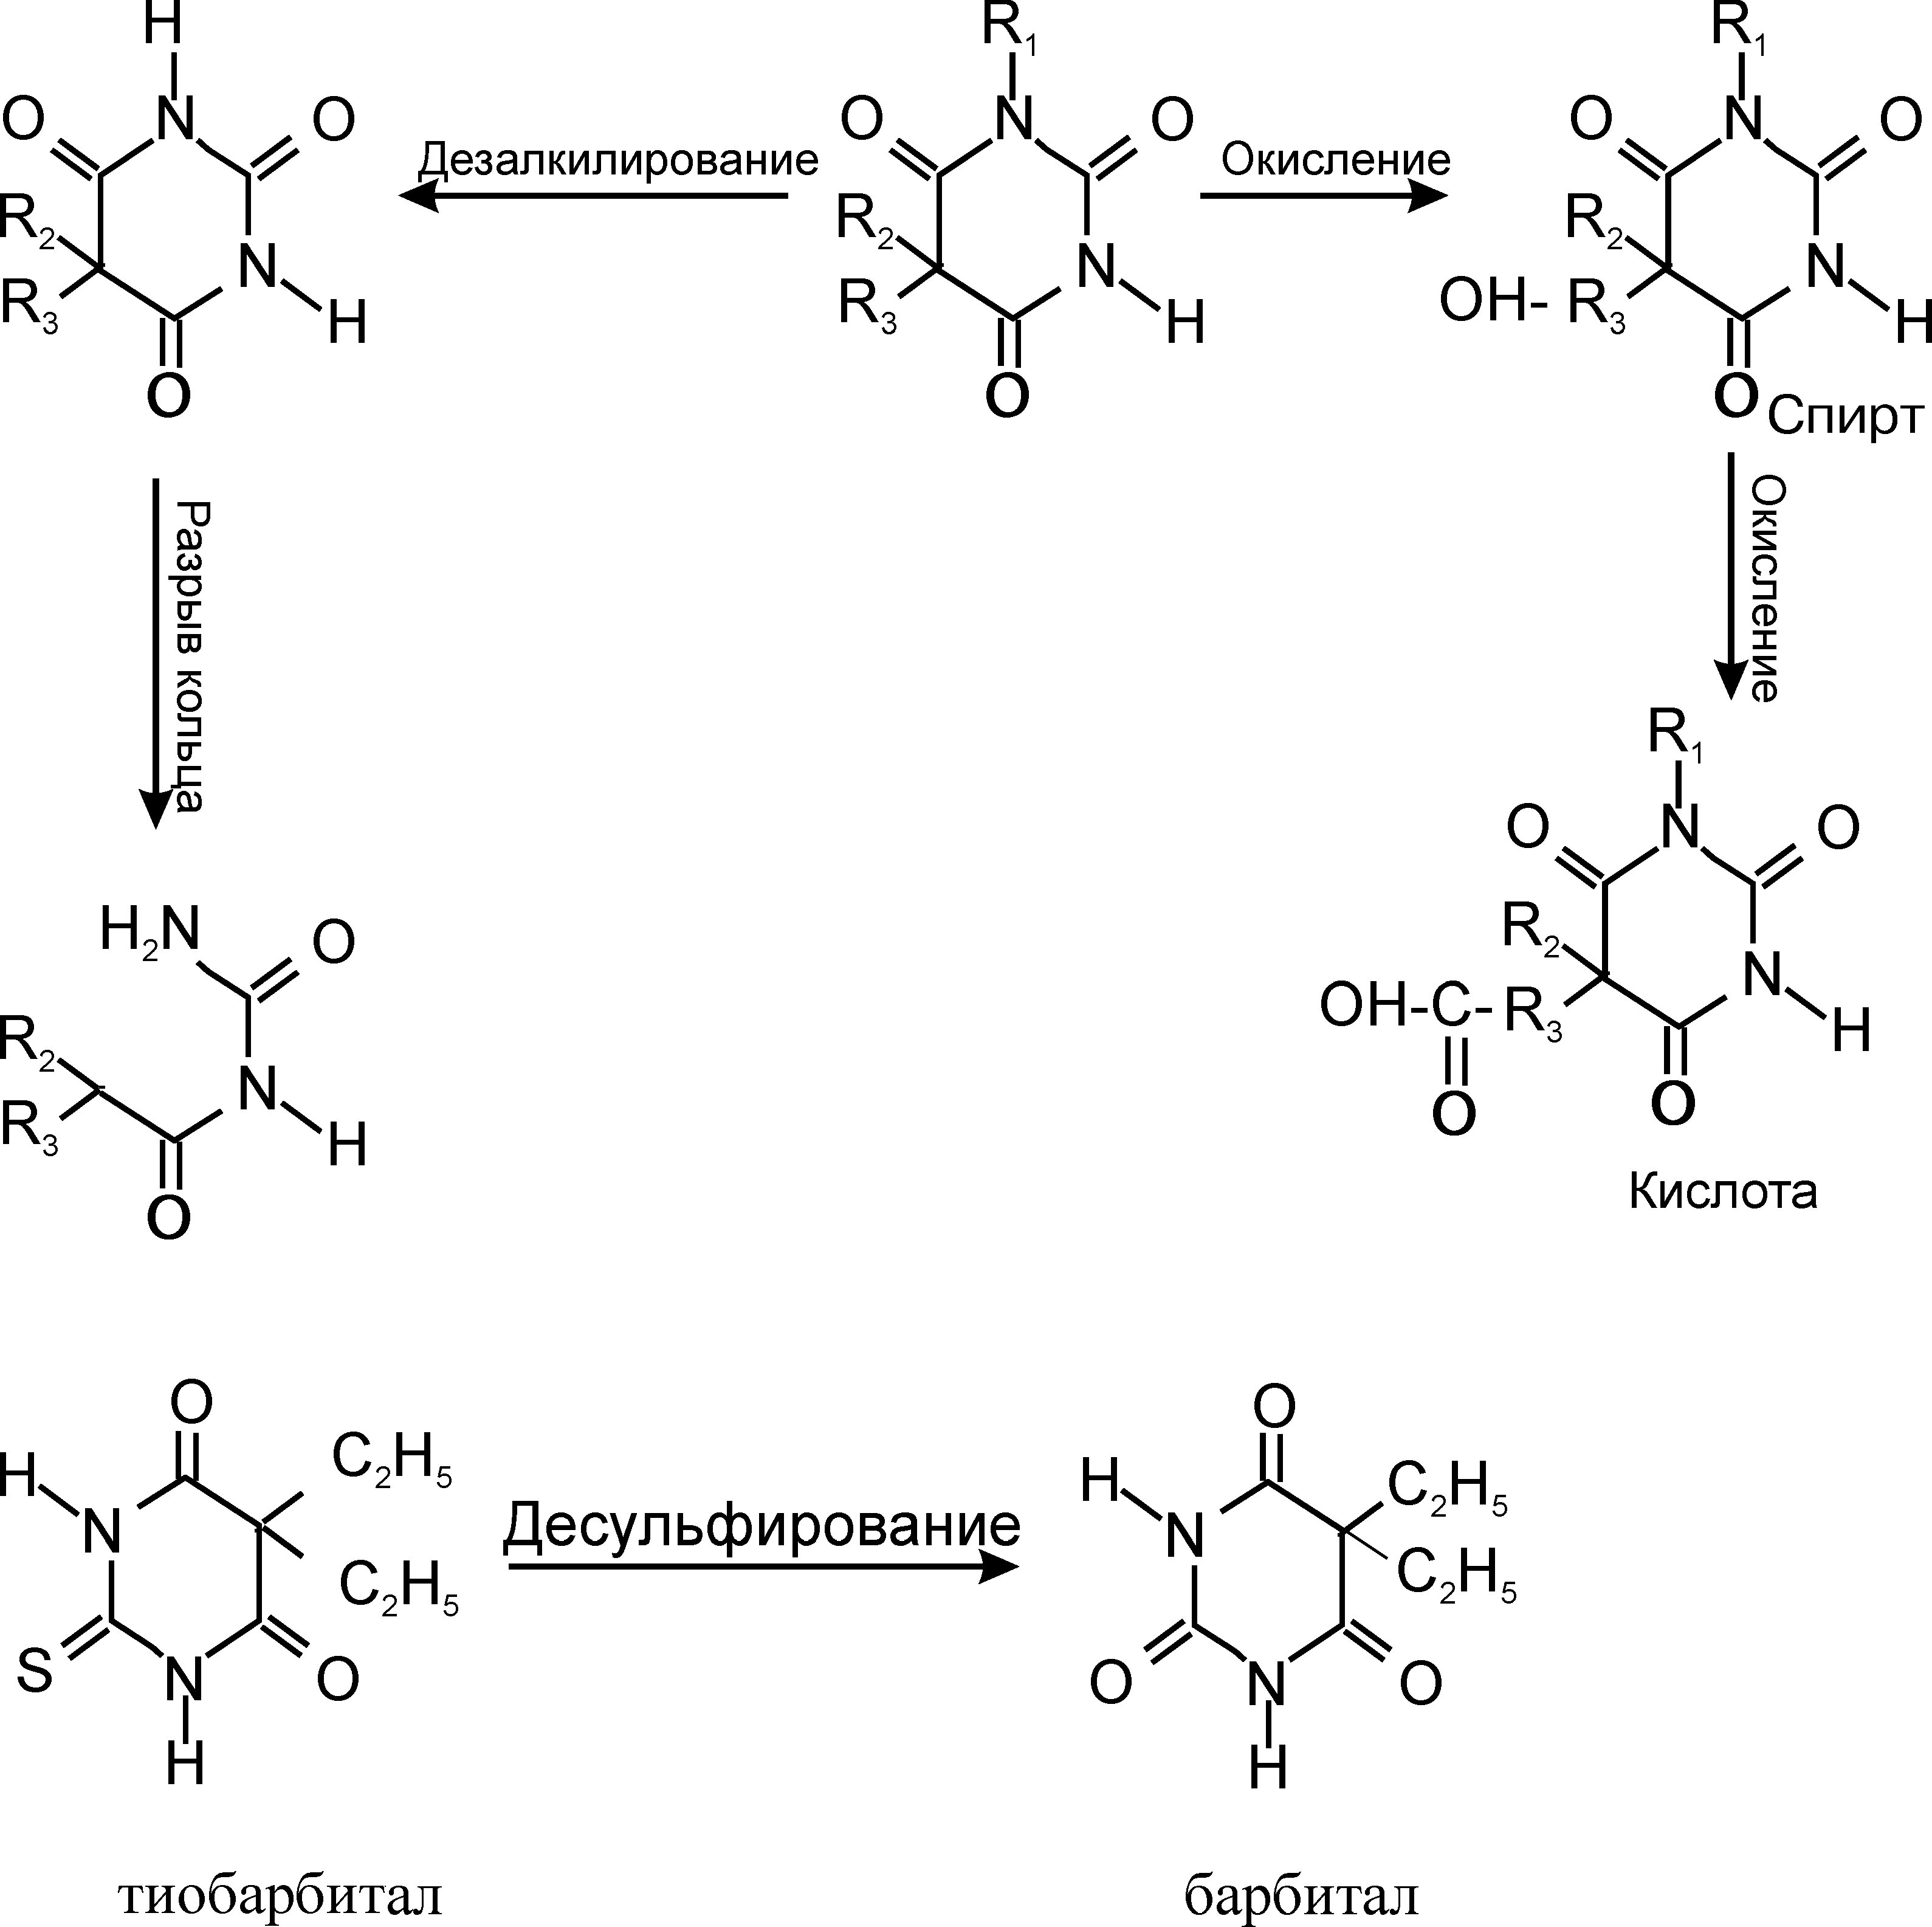 H
R1
R1
O
N
O
O
N
O
O
N
O
Дезалкилирование
Окисление
R2
N
R2
N
R2
N
R3
H
R3
H
OH- R3
H
O
O
O
Спирт
Разрыв кольца
Окисление
R1
O
N
O
H2N
O
R2
N
OH-C-R3
H
R2
N
R3
H
O
O
O
Кислота
O
O
H
C2H5
H
C2H5
N
Десульфирование
N
C2H5
C2H5
S
N
O
O
N
O
H
H
тиобарбитал
барбитал